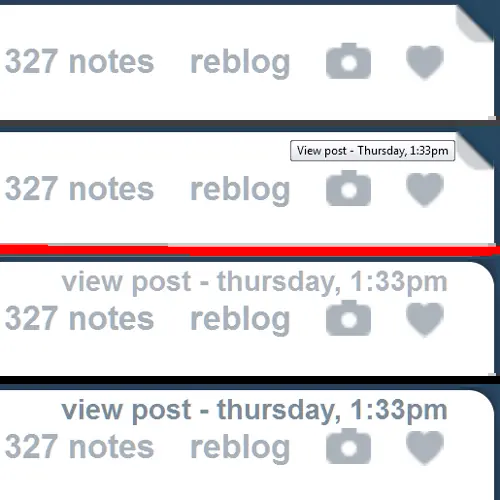 327 notes reblog
View post - Thursday, 1:33pm
327 notes reblog
view post - thursday, 1:33pm
327 notes reblog
view post - thursday, 1:33pm
327 notes reblog